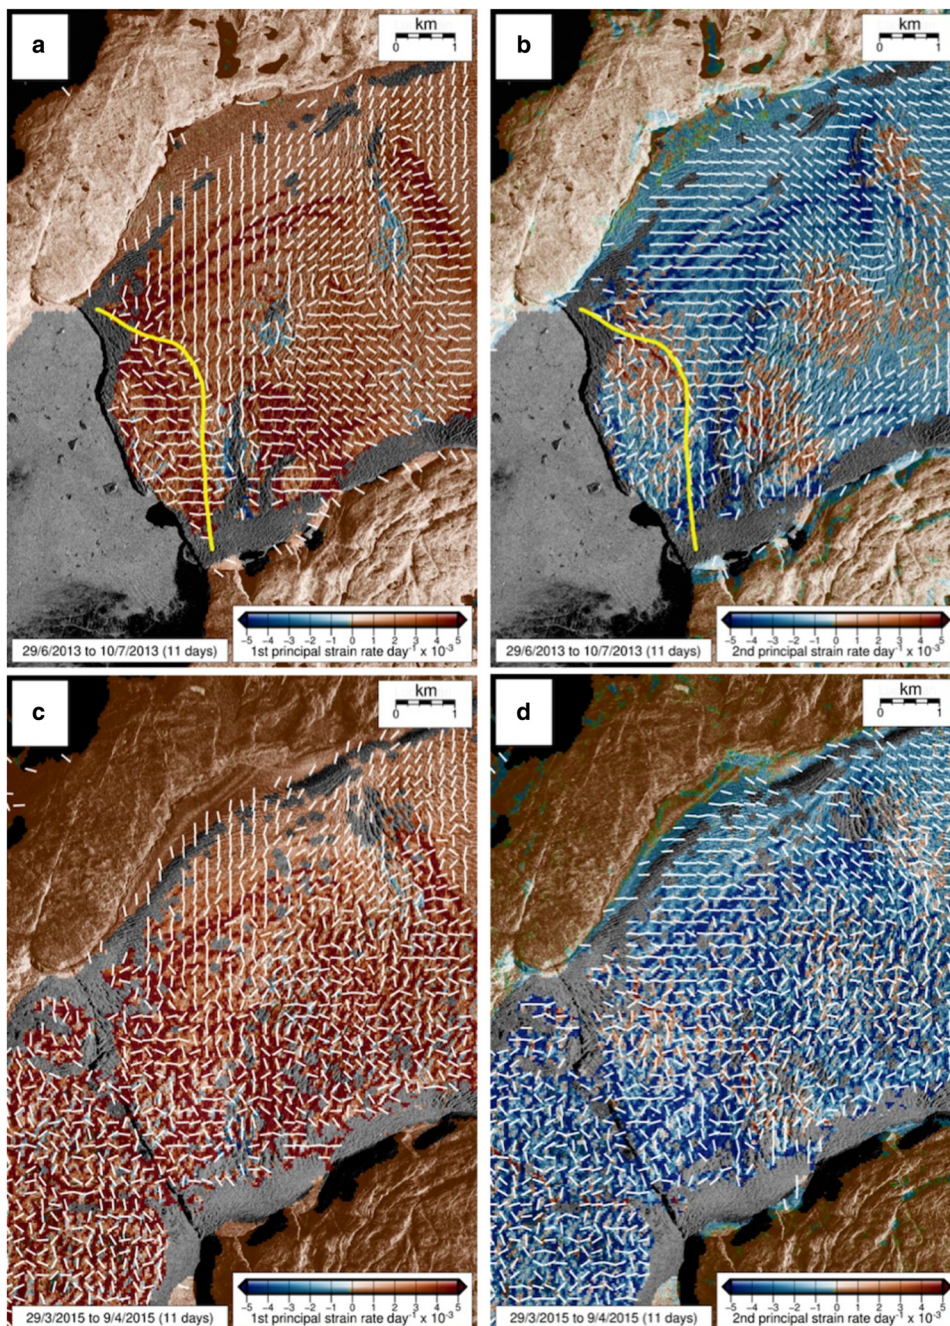 a
km
0 1
29/6/2013 to 10/7/2013 (11 days)
−5 −4 −3 −2 −1 0 1 2 3 4 5
1st principal strain rate day⁻¹ x 10⁻³
b
km
0 1
29/6/2013 to 10/7/2013 (11 days)
−5 −4 −3 −2 −1 0 1 2 3 4 5
2nd principal strain rate day⁻¹ x 10⁻³
c
km
0 1
29/3/2015 to 9/4/2015 (11 days)
−5 −4 −3 −2 −1 0 1 2 3 4 5
1st principal strain rate day⁻¹ x 10⁻³
d
km
0 1
29/3/2015 to 9/4/2015 (11 days)
−5 −4 −3 −2 −1 0 1 2 3 4 5
2nd principal strain rate day⁻¹ x 10⁻³